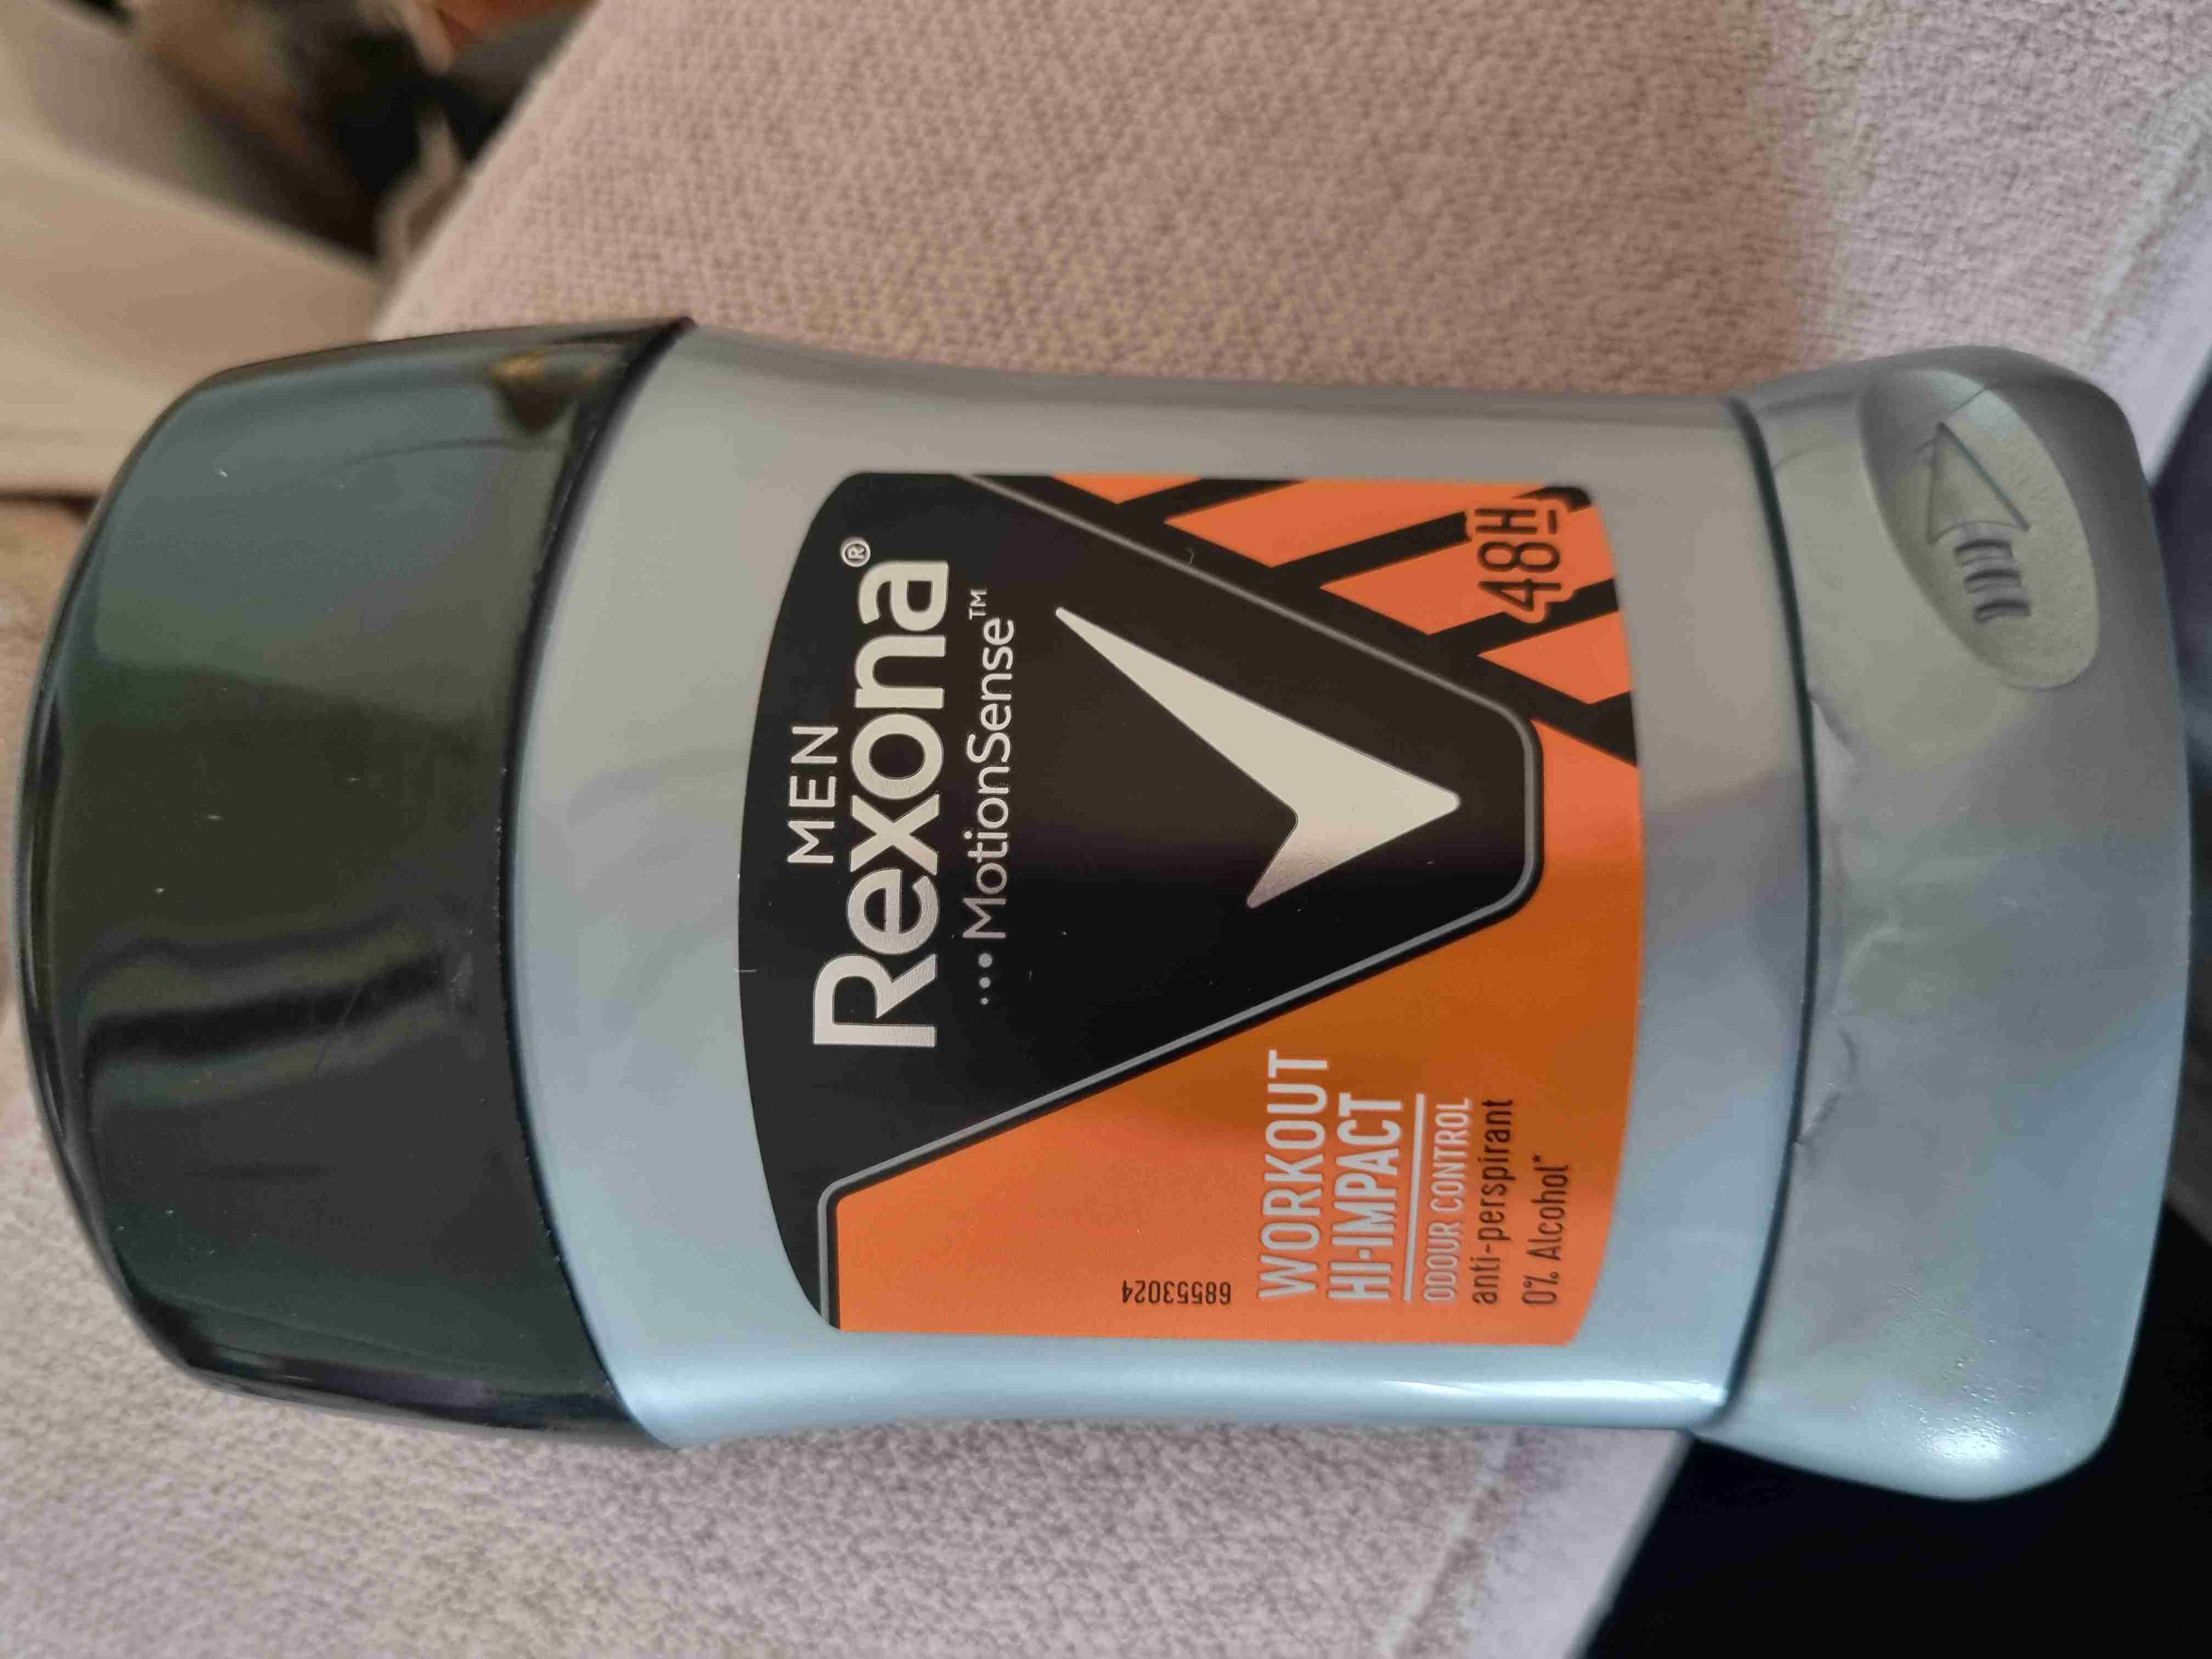 MEN
Rexona®
MotionSense™
48H
68553024
WORKOUT
HI-IMPACT
ODOUR CONTROL
anti-perspirant
0% Alcohol*